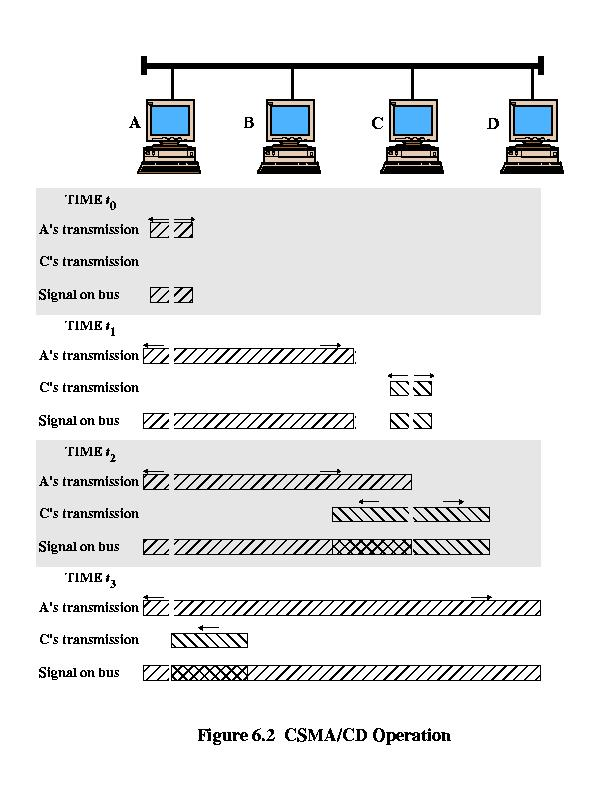 A B C D
TIME t0
A's transmission
C's transmission
Signal on bus
TIME t1
A's transmission
C's transmission
Signal on bus
TIME t2
A's transmission
C's transmission
Signal on bus
TIME t3
A's transmission
C's transmission
Signal on bus
Figure 6.2 CSMA/CD Operation